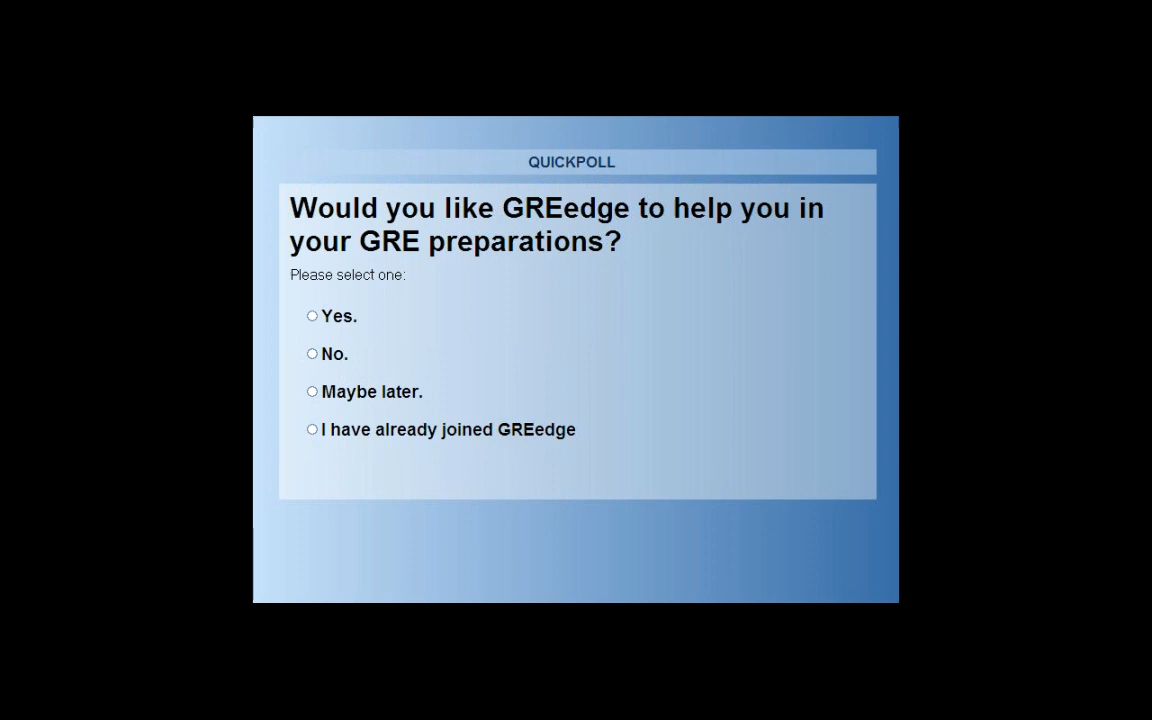 QUICKPOLL
Would you like GREedge to help you in
your GRE preparations?
Please select one:
Yes.
No.
Maybe later.
I have already joined GREedge